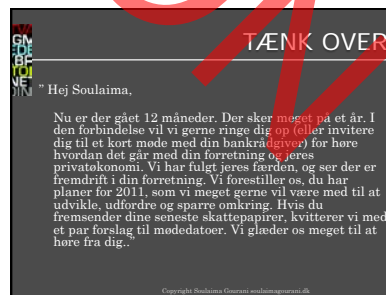 TÆNK OVER
" Hej Soulaima,
Nu er der gået 12 måneder. Der sker meget på et år. I
den forbindelse vil vi gerne ringe dig op (eller invitere
dig til et kort møde med din bankrådgiver) for høre
hvordan det går med din forretning og jeres
privatøkonomi. Vi har fulgt jeres færden, og ser der er
fremdrift i din forretning. Vi forestiller os, du har
planer for 2011, som vi meget gerne vil være med til at
udvikle, udfordre og sparre omkring. Hvis du
fremsender dine seneste skattepapirer, kvitterer vi med
et par forslag til mødedatoer. Vi glæder os meget til at
høre fra dig.."
Copyright Soulaima Gourani soulaimagourani.dk